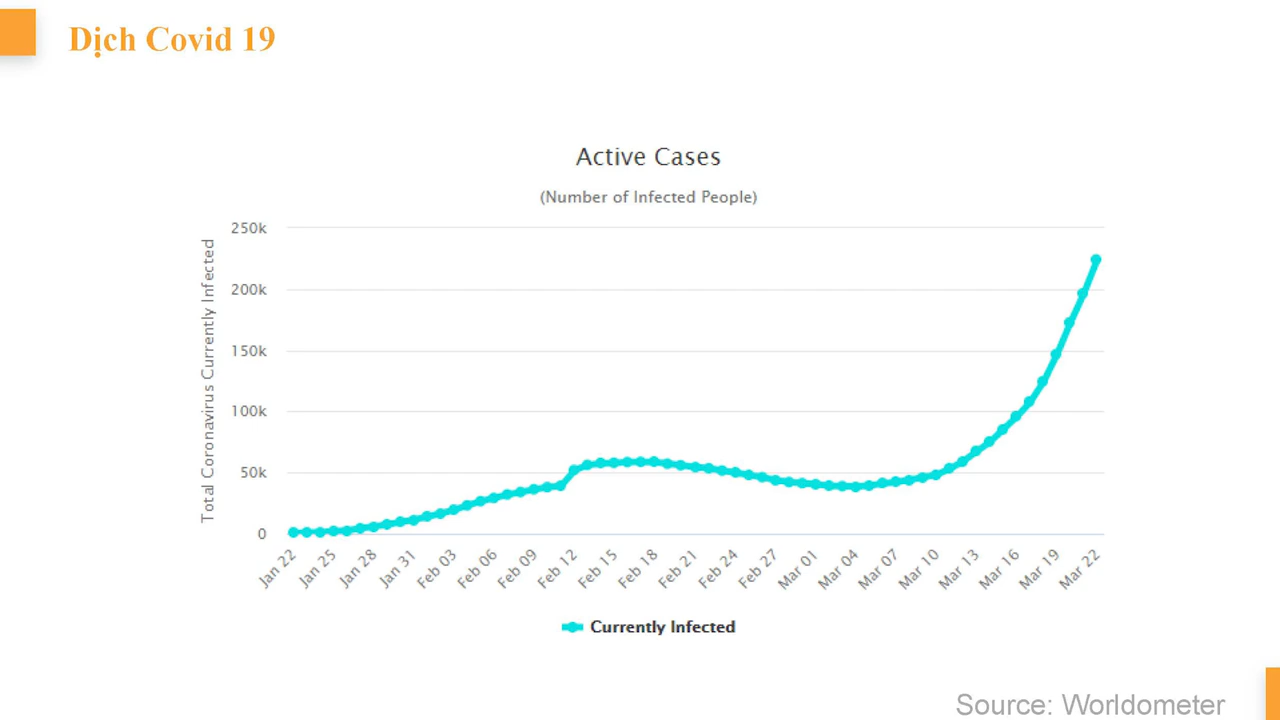 Dịch Covid 19
Active Cases
(Number of Infected People)
Total Coronavirus Currently Infected
250k
200k
150k
100k
50k
0
Jan 22
Jan 25
Jan 28
Jan 31
Feb 03
Feb 06
Feb 09
Feb 12
Feb 15
Feb 18
Feb 21
Feb 24
Feb 27
Mar 01
Mar 04
Mar 07
Mar 10
Mar 13
Mar 16
Mar 19
Mar 22
Currently Infected
Source: Worldometer